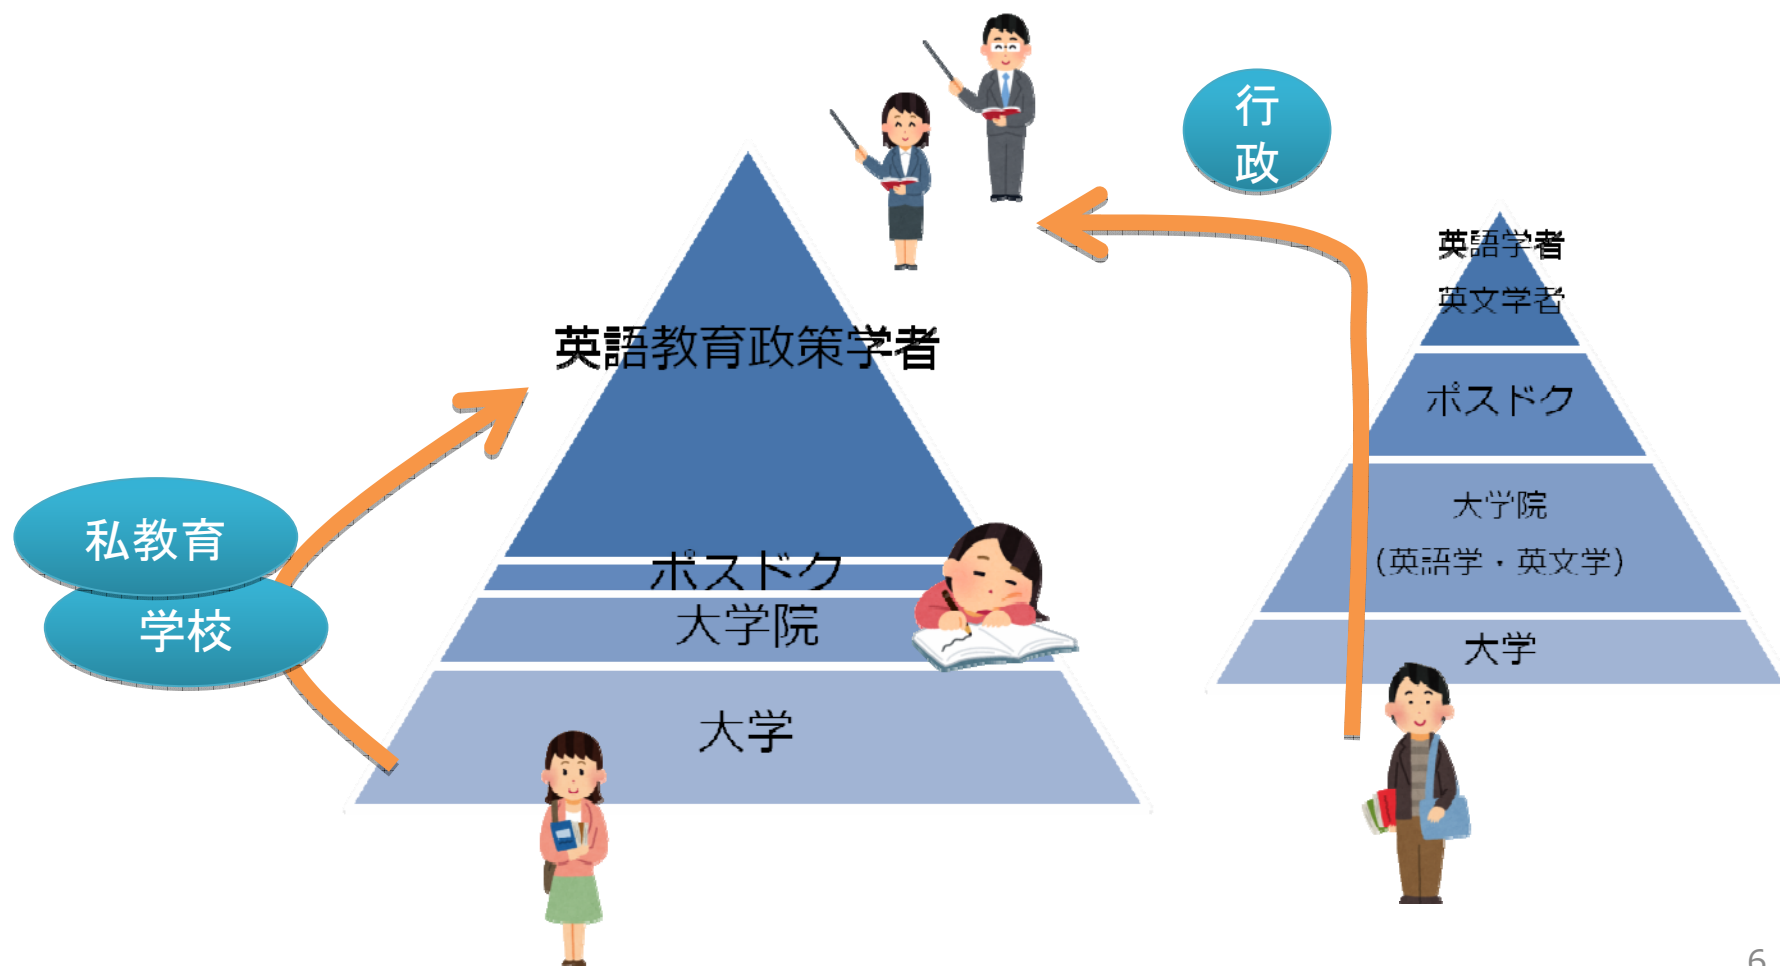 行
政
英語学者
英文学者
ポスドク
大学院
（英語学・英文学）
大学
英語教育政策学者
ポスドク
大学院
大学
私教育
学校
6